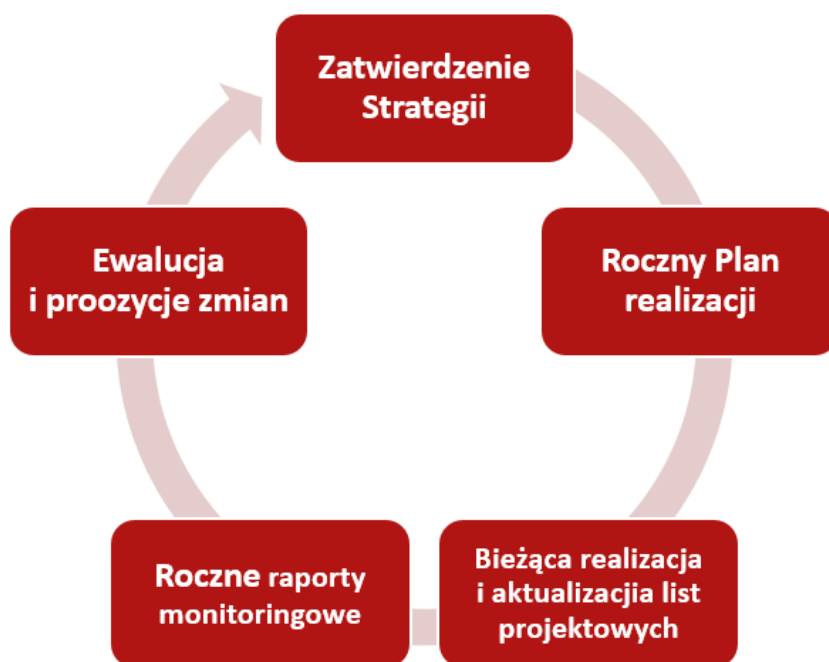 Zatwierdzenie
Strategii
Roczny Plan
realizacji
Bieżąca realizacja
i aktualizacjia list
projektowych
Roczne raporty
monitoringowe
Ewalucja
i proozycje zmian